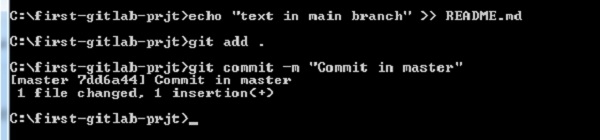 C:\first-gitlab-prjt>echo "text in main branch" >> README.md
C:\first-gitlab-prjt>git add .
C:\first-gitlab-prjt>git commit -m "Commit in master"
[master 7dd6a44] Commit in master
1 file changed, 1 insertion(+)
C:\first-gitlab-prjt>_